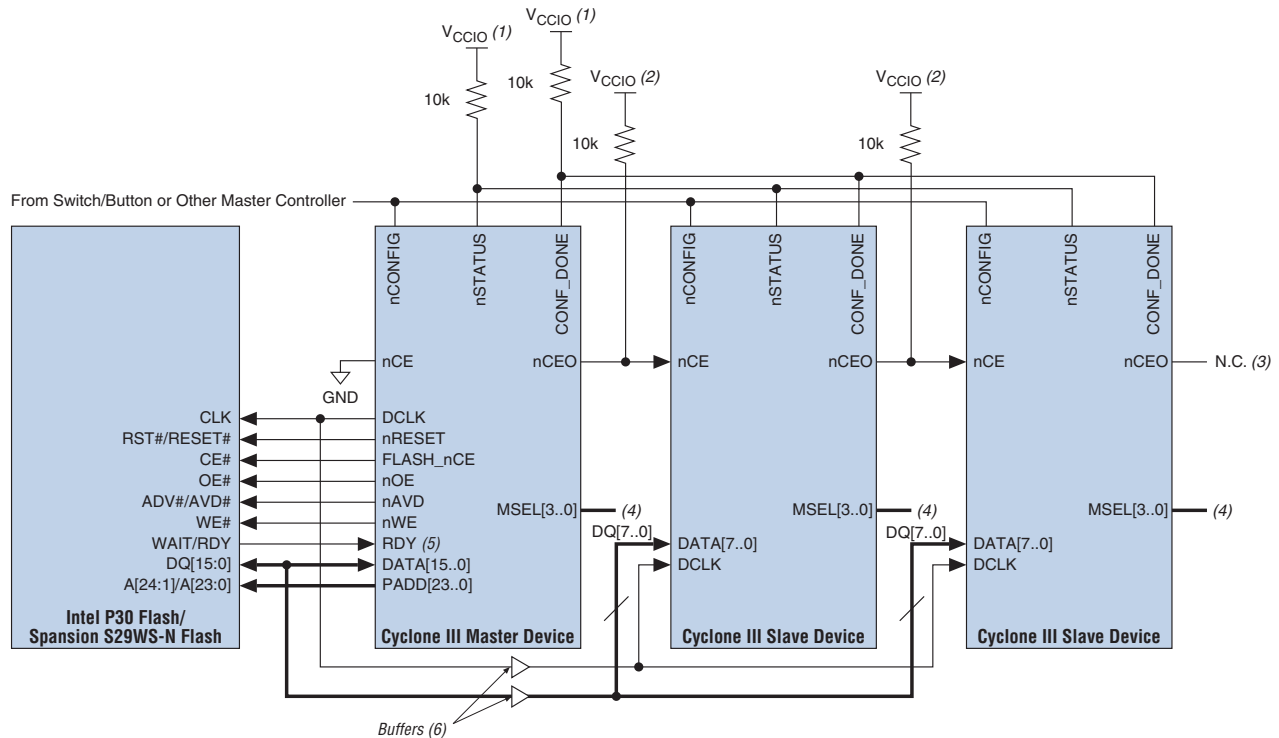 VCCIO (1)
VCCIO (1)
10k
10k
VCCIO (2)
10k
VCCIO (2)
10k
From Switch/Button or Other Master Controller
nCONFIG
nSTATUS
CONF_DONE
nCONFIG
nSTATUS
CONF_DONE
nCONFIG
nSTATUS
CONF_DONE
nCE
nCEO
nCE
nCEO
nCE
nCEO
N.C. (3)
GND
CLK
DCLK
RST#/RESET#
nRESET
CE#
FLASH_nCE
OE#
nOE
ADV#/AVD#
nAVD
WE#
nWE
WAIT/RDY
RDY (5)
DQ[15:0]
DATA[15..0]
A[24:1]/A[23:0]
PADD[23..0]
MSEL[3..0]
(4)
MSEL[3..0]
(4)
MSEL[3..0]
(4)
DQ[7..0]
DATA[7..0]
DCLK
DQ[7..0]
DATA[7..0]
DCLK
Intel P30 Flash/
Spansion S29WS-N Flash
Cyclone III Master Device
Cyclone III Slave Device
Cyclone III Slave Device
Buffers (6)